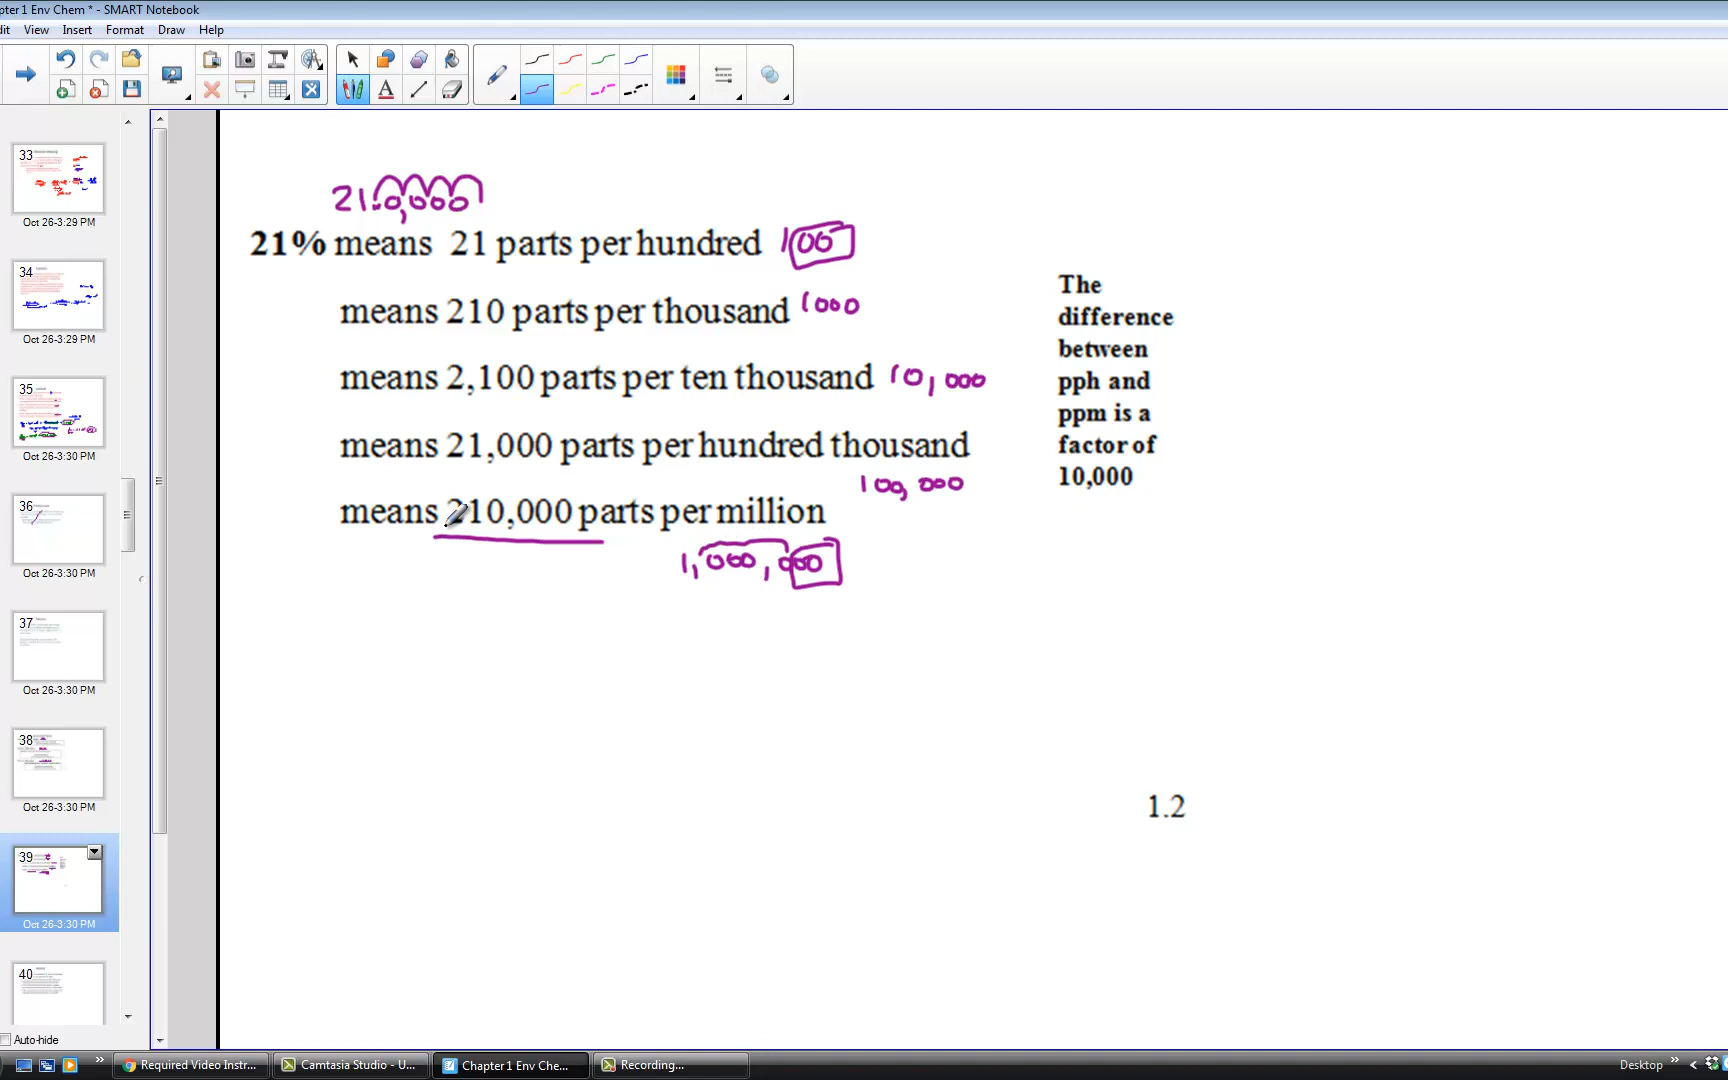 pter 1 Env Chem * - SMART Notebook
dit View Insert Format Draw Help
33
Oct 26-3:29 PM
34
Oct 26-3:29 PM
35
Oct 26-3:30 PM
36
Oct 26-3:30 PM
37
Oct 26-3:30 PM
38
Oct 26-3:30 PM
39
Oct 26-3:30 PM
40
Auto-hide
21.0,000
21% means 21 parts per hundred 100
means 210 parts per thousand 1000
means 2,100 parts per ten thousand 10,000
means 21,000 parts per hundred thousand
100,000
means 210,000 parts per million
1,000,000
The
difference
between
pph and
ppm is a
factor of
10,000
1.2
Required Video Instr... Camtasia Studio - U... Chapter 1 Env Che... Recording... Desktop